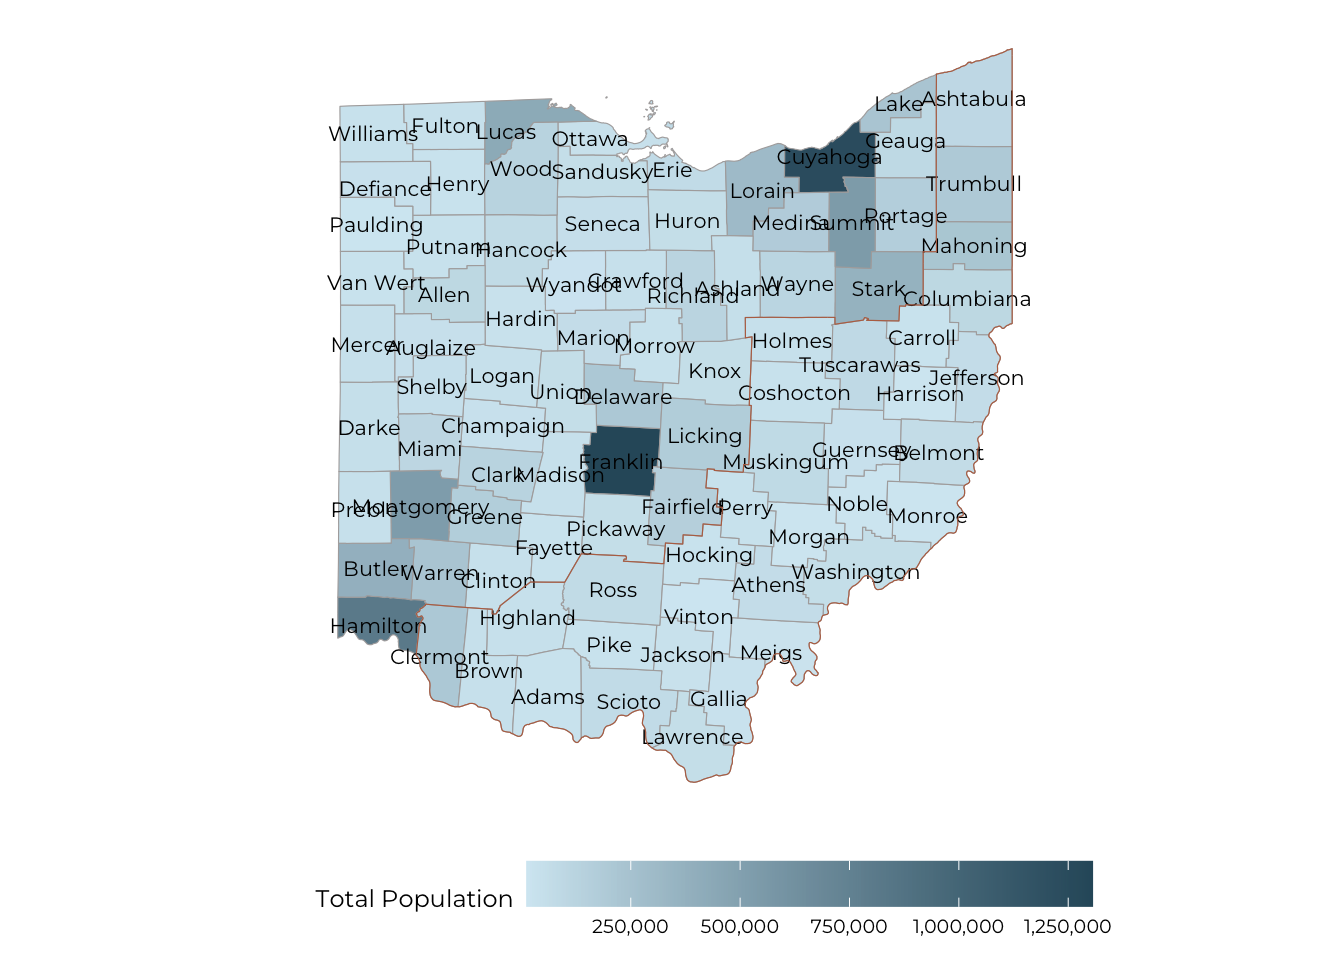 Ashtabula
Lake
Williams
Fulton
Lucas
Ottawa
Geauga
Cuyahoga
Wood
Sandusky
Erie
Defiance
Henry
Lorain
Trumbull
Paulding
Seneca
Huron
Medina
Summit
Portage
Putnam
Hancock
Mahoning
Van Wert
Allen
Wyandot
Crawford
Richland
Ashland
Wayne
Stark
Columbiana
Hardin
Mercer
Auglaize
Marion
Morrow
Holmes
Carroll
Tuscarawas
Shelby
Logan
Union
Delaware
Knox
Coshocton
Harrison
Jefferson
Darke
Champaign
Miami
Licking
Franklin
Muskingum
Guernsey
Belmont
Clark
Madison
Preble
Montgomery
Greene
Pickaway
Fairfield
Perry
Noble
Monroe
Fayette
Hocking
Morgan
Butler
Warren
Clinton
Ross
Athens
Washington
Hamilton
Highland
Vinton
Clermont
Brown
Pike
Jackson
Meigs
Adams
Scioto
Gallia
Lawrence
Total Population
250,000
500,000
750,000
1,000,000
1,250,000